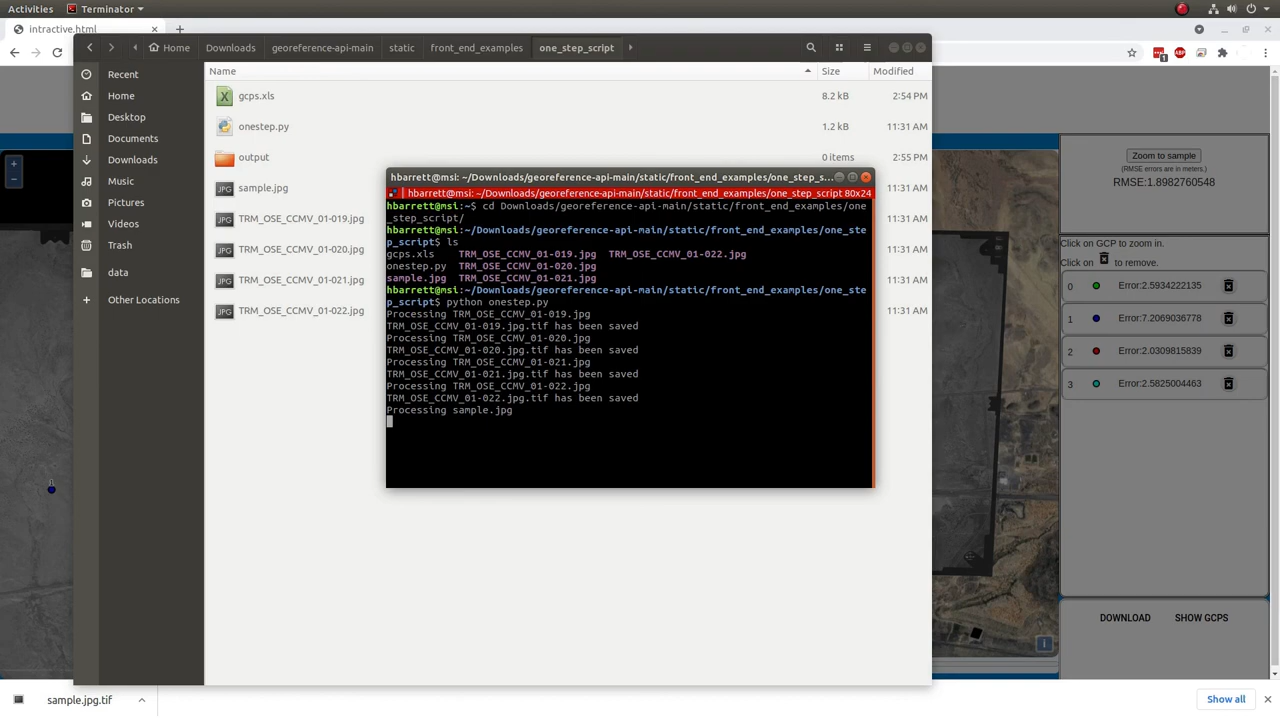 Activities
Terminator
intractive.html
Home
Downloads
georeference-api-main
static
front_end_examples
one_step_script
Recent
Home
Desktop
Documents
Downloads
Music
Pictures
Videos
Trash
data
Other Locations
Name Size Modified
gcps.xls 8.2 kB 2:54 PM
onestep.py 1.2 kB 11:31 AM
output 0 items 2:55 PM
sample.jpg 11:31 AM
TRM_OSE_CCMV_01-019.jpg 11:31 AM
TRM_OSE_CCMV_01-020.jpg 11:31 AM
TRM_OSE_CCMV_01-021.jpg 11:31 AM
TRM_OSE_CCMV_01-022.jpg 11:31 AM
hbarrett@msi: ~/Downloads/georeference-api-main/static/front_end_examples/one_step_s...
hbarrett@msi: ~/Downloads/georeference-api-main/static/front_end_examples/one_step_script 80x24
hbarrett@msi:~$ cd Downloads/georeference-api-main/static/front_end_examples/one
_step_script/
hbarrett@msi:~/Downloads/georeference-api-main/static/front_end_examples/one_ste
p_script$ ls
gcps.xls TRM_OSE_CCMV_01-019.jpg TRM_OSE_CCMV_01-022.jpg
onestep.py TRM_OSE_CCMV_01-020.jpg
sample.jpg TRM_OSE_CCMV_01-021.jpg
hbarrett@msi:~/Downloads/georeference-api-main/static/front_end_examples/one_ste
p_script$ python onestep.py
Processing TRM_OSE_CCMV_01-019.jpg
TRM_OSE_CCMV_01-019.jpg.tif has been saved
Processing TRM_OSE_CCMV_01-020.jpg
TRM_OSE_CCMV_01-020.jpg.tif has been saved
Processing TRM_OSE_CCMV_01-021.jpg
TRM_OSE_CCMV_01-021.jpg.tif has been saved
Processing TRM_OSE_CCMV_01-022.jpg
TRM_OSE_CCMV_01-022.jpg.tif has been saved
Processing sample.jpg
Zoom to sample
(RMSE errors are in meters.)
RMSE:1.8982760548
Click on GCP to zoom in.
Click on to remove.
0 Error:2.5934222135
1 Error:7.2069036778
2 Error:2.0309815839
3 Error:2.5825004463
DOWNLOAD SHOW GCPS
1
sample.jpg.tif
Show all